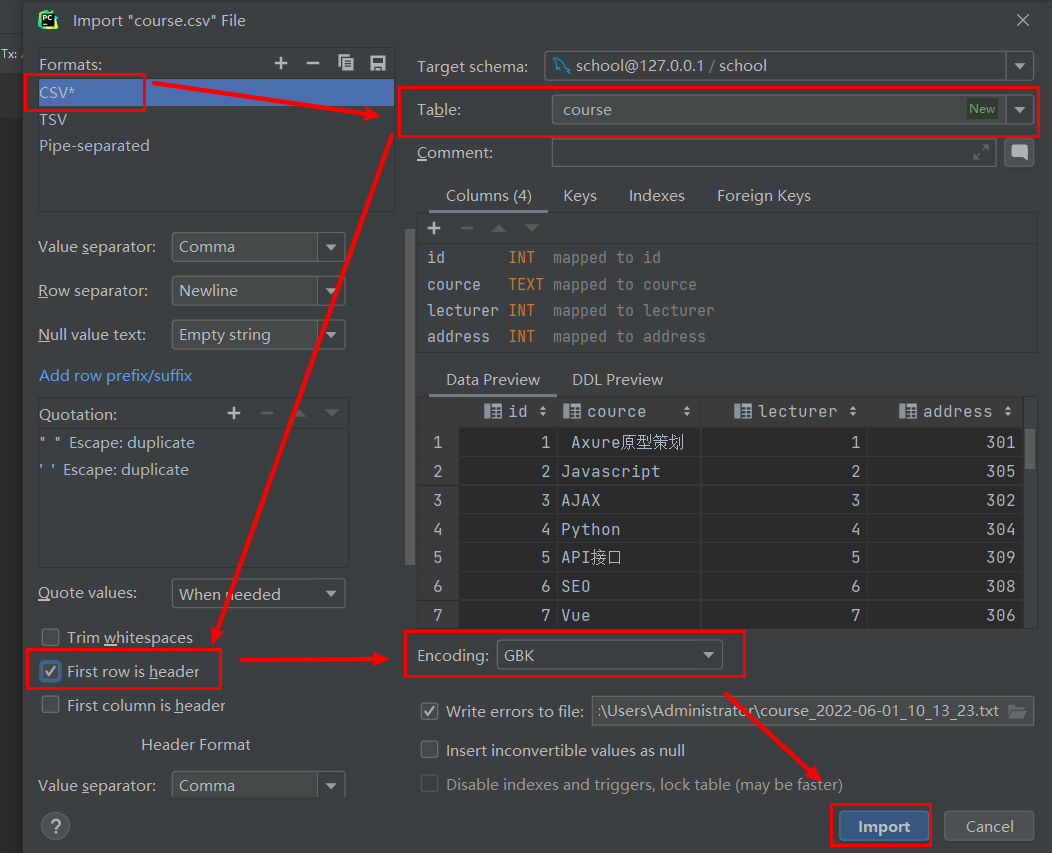 Import "course.csv" File
Tx:
Formats:
CSV*
TSV
Pipe-separated
Value separator: Comma
Row separator: Newline
Null value text: Empty string
Add row prefix/suffix
Quotation:
" " Escape: duplicate
' ' Escape: duplicate
Quote values: When needed
Trim whitespaces
First row is header
First column is header
Header Format
Value separator: Comma
?
Target schema: school@127.0.0.1 / school
Table: course New
Comment:
Columns (4) Keys Indexes Foreign Keys
id INT mapped to id
cource TEXT mapped to cource
lecturer INT mapped to lecturer
address INT mapped to address
Data Preview DDL Preview
id cource lecturer address
1 1 Axure原型策划 1 301
2 2 Javascript 2 305
3 3 AJAX 3 302
4 4 Python 4 304
5 5 API接口 5 309
6 6 SEO 6 308
7 7 Vue 7 306
Encoding: GBK
Write errors to file: :\Users\Administrator\course_2022-06-01_10_13_23.txt
Insert inconvertible values as null
Disable indexes and triggers, lock table (may be faster)
Import Cancel